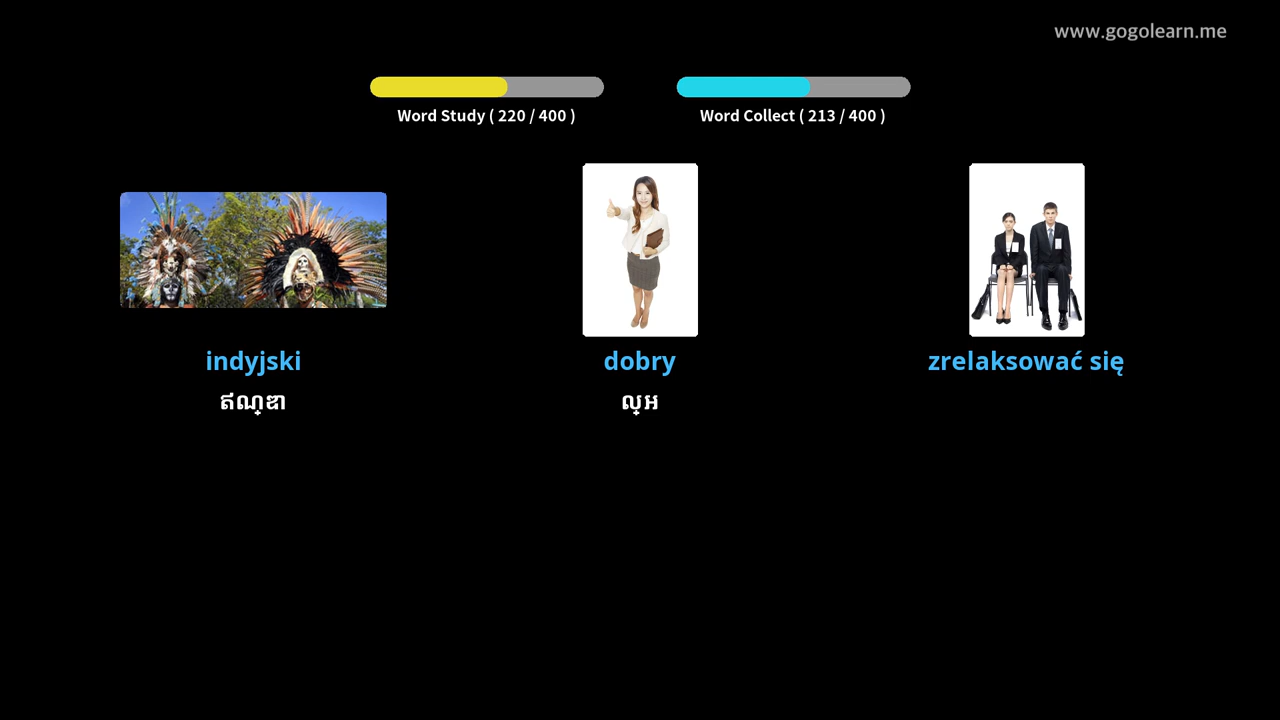 www.gogolearn.me
Word Study ( 220 / 400 )
Word Collect ( 213 / 400 )
indyjski
dobry
zrelaksować się
ឥណ្ឌា
ល្អ